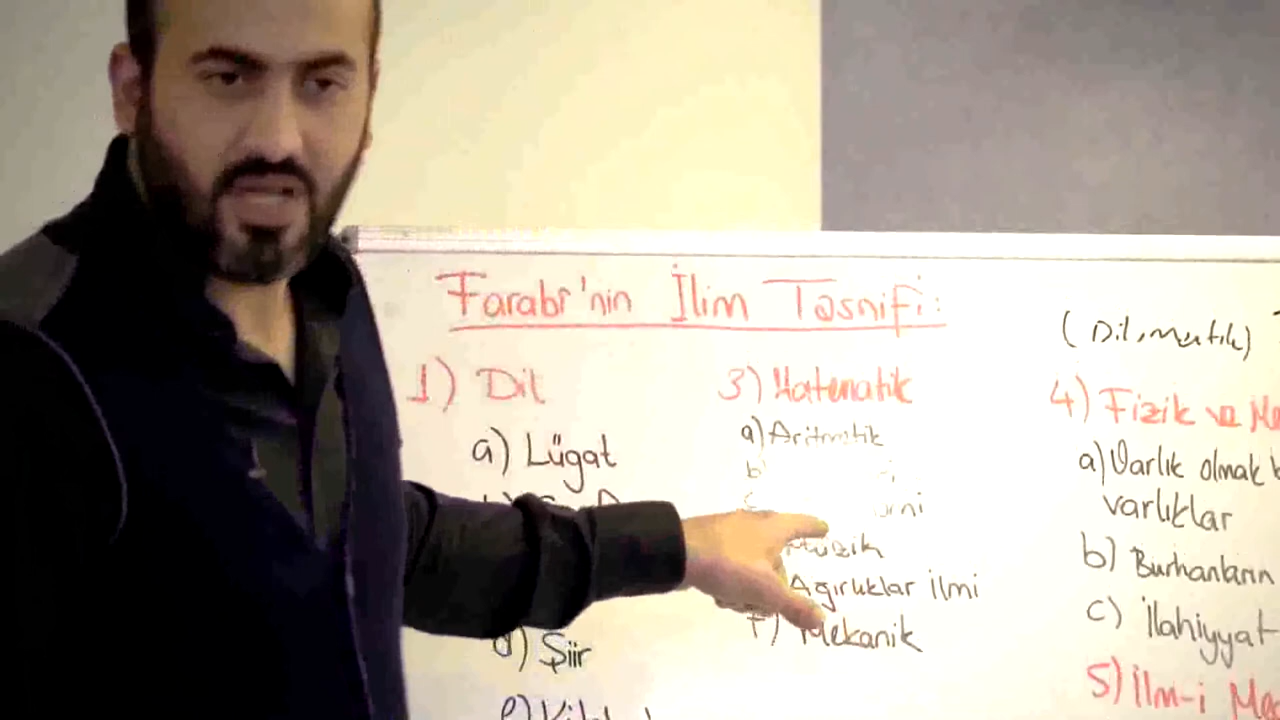 Farabî'nin İlim Tasnifi:
1) Dil
a) Lügat
d) Şiir
3) Matematik
a) Aritmetik
Müzik
Ağırlıklar İlmi
f) Mekanik
(Dil, Mantık)
4) Fizik ve
a) Varlık olmak
varlıklar
b) Burhanların
c) İlahiyyat
5) İlm-i